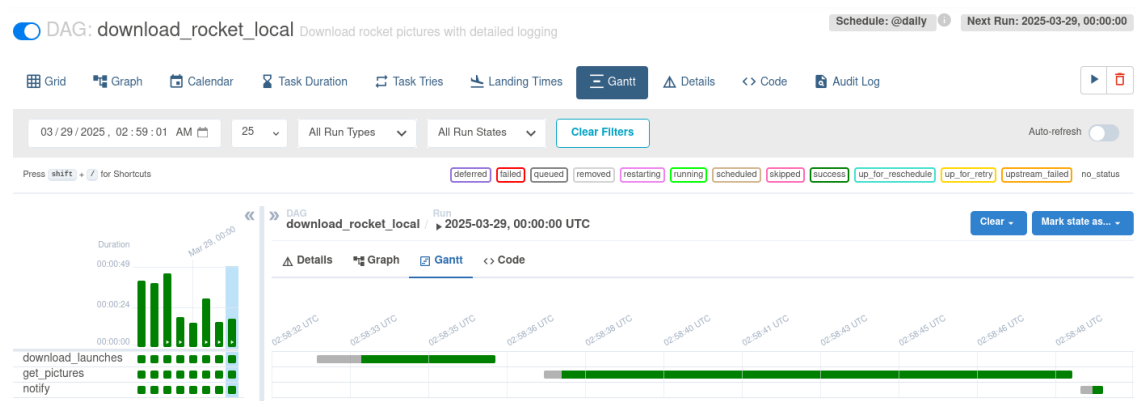 DAG: download_rocket_local Download rocket pictures with detailed logging
Schedule: @daily
Next Run: 2025-03-29, 00:00:00
Grid Graph Calendar Task Duration Task Tries Landing Times Gantt Details Code Audit Log
03/29/2025, 02:59:01 AM 25 All Run Types All Run States Clear Filters Auto-refresh
Press shift + / for Shortcuts
deferred failed queued removed restarting running scheduled skipped success up_for_reschedule up_for_retry upstream_failed no_status
DAG
download_rocket_local /
Run
2025-03-29, 00:00:00 UTC
Clear Mark state as...
Details Graph Gantt Code
Duration
Mar 29, 00:00
00:00:49
00:00:24
00:00:00
02:58:32 UTC 02:58:33 UTC 02:58:35 UTC 02:58:36 UTC 02:58:38 UTC 02:58:40 UTC 02:58:41 UTC 02:58:43 UTC 02:58:45 UTC 02:58:46 UTC 02:58:48 UTC
download_launches
get_pictures
notify